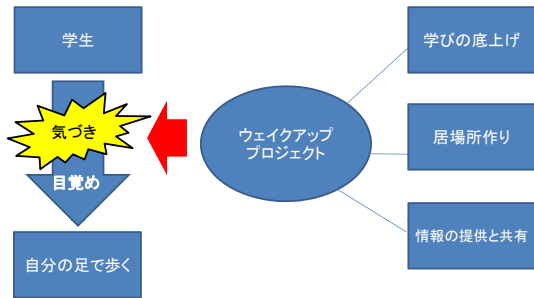 学生
気づき
目覚め
自分の足で歩く
ウェイクアップ
プロジェクト
学びの底上げ
居場所作り
情報の提供と共有